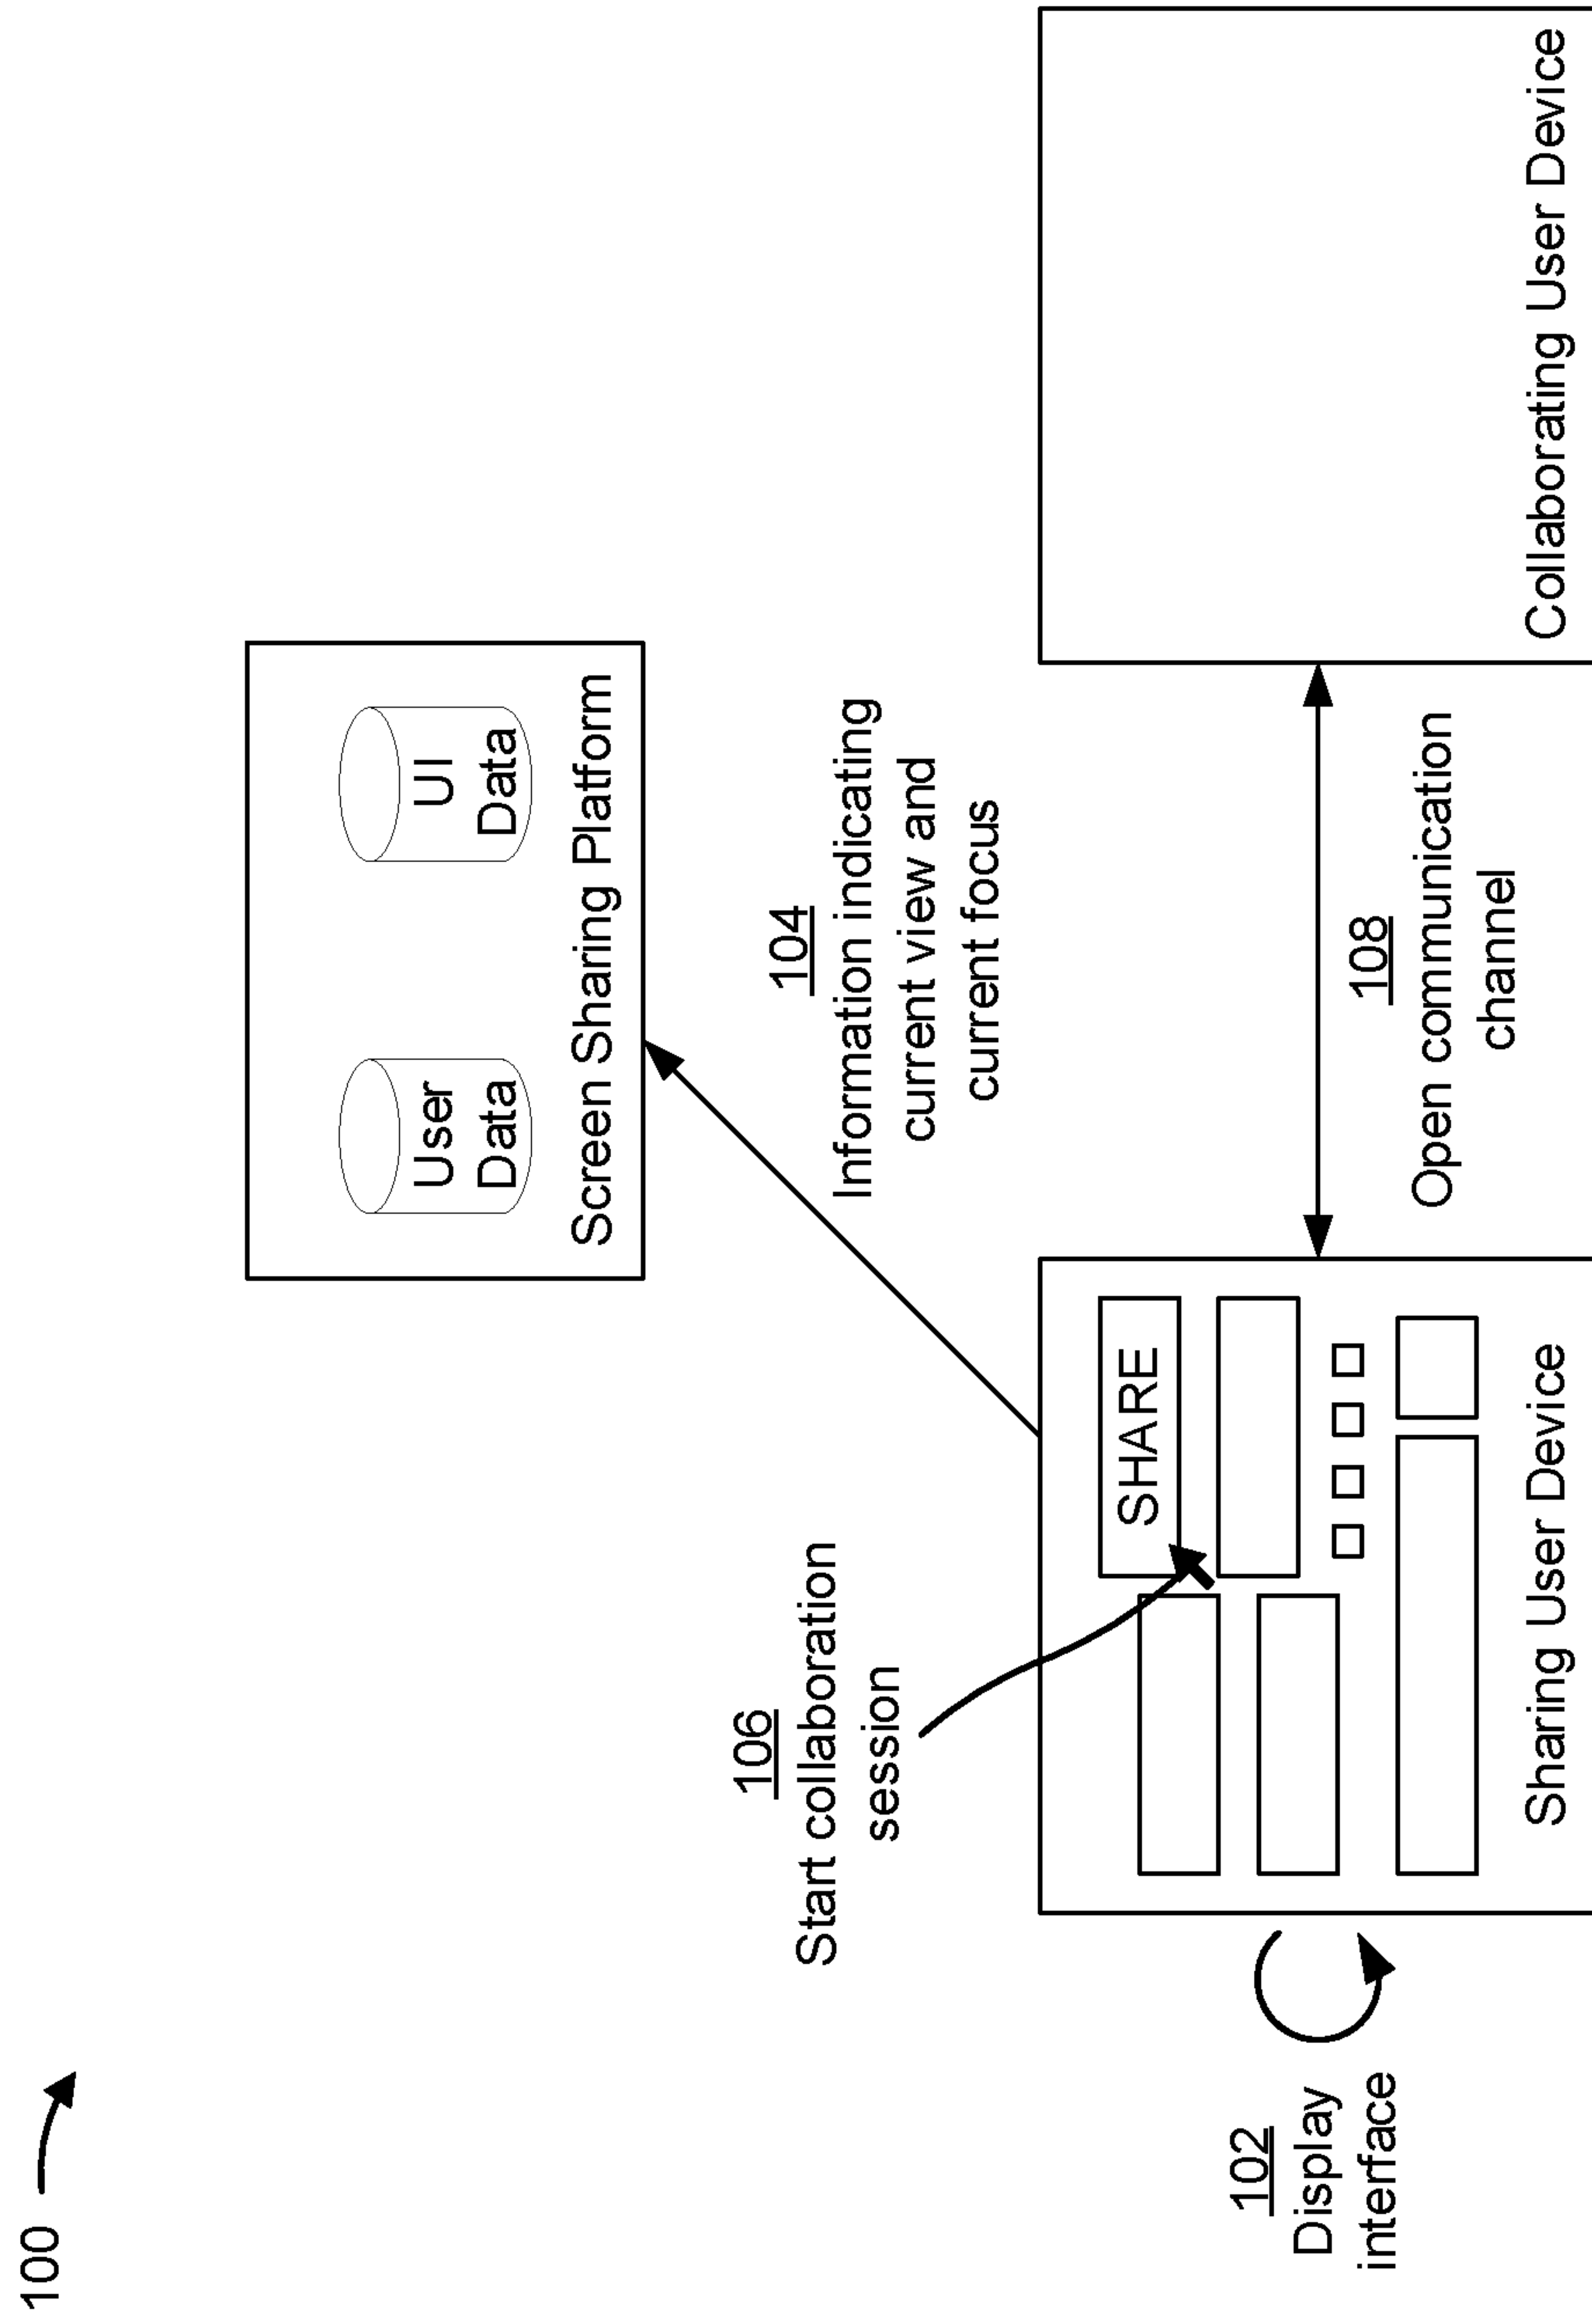 100
User
Data
UI
Data
Screen Sharing Platform
106
Start collaboration
session
104
Information indicating
current view and
current focus
102
Display
interface
SHARE
Sharing User Device
108
Open communication
channel
Collaborating User Device